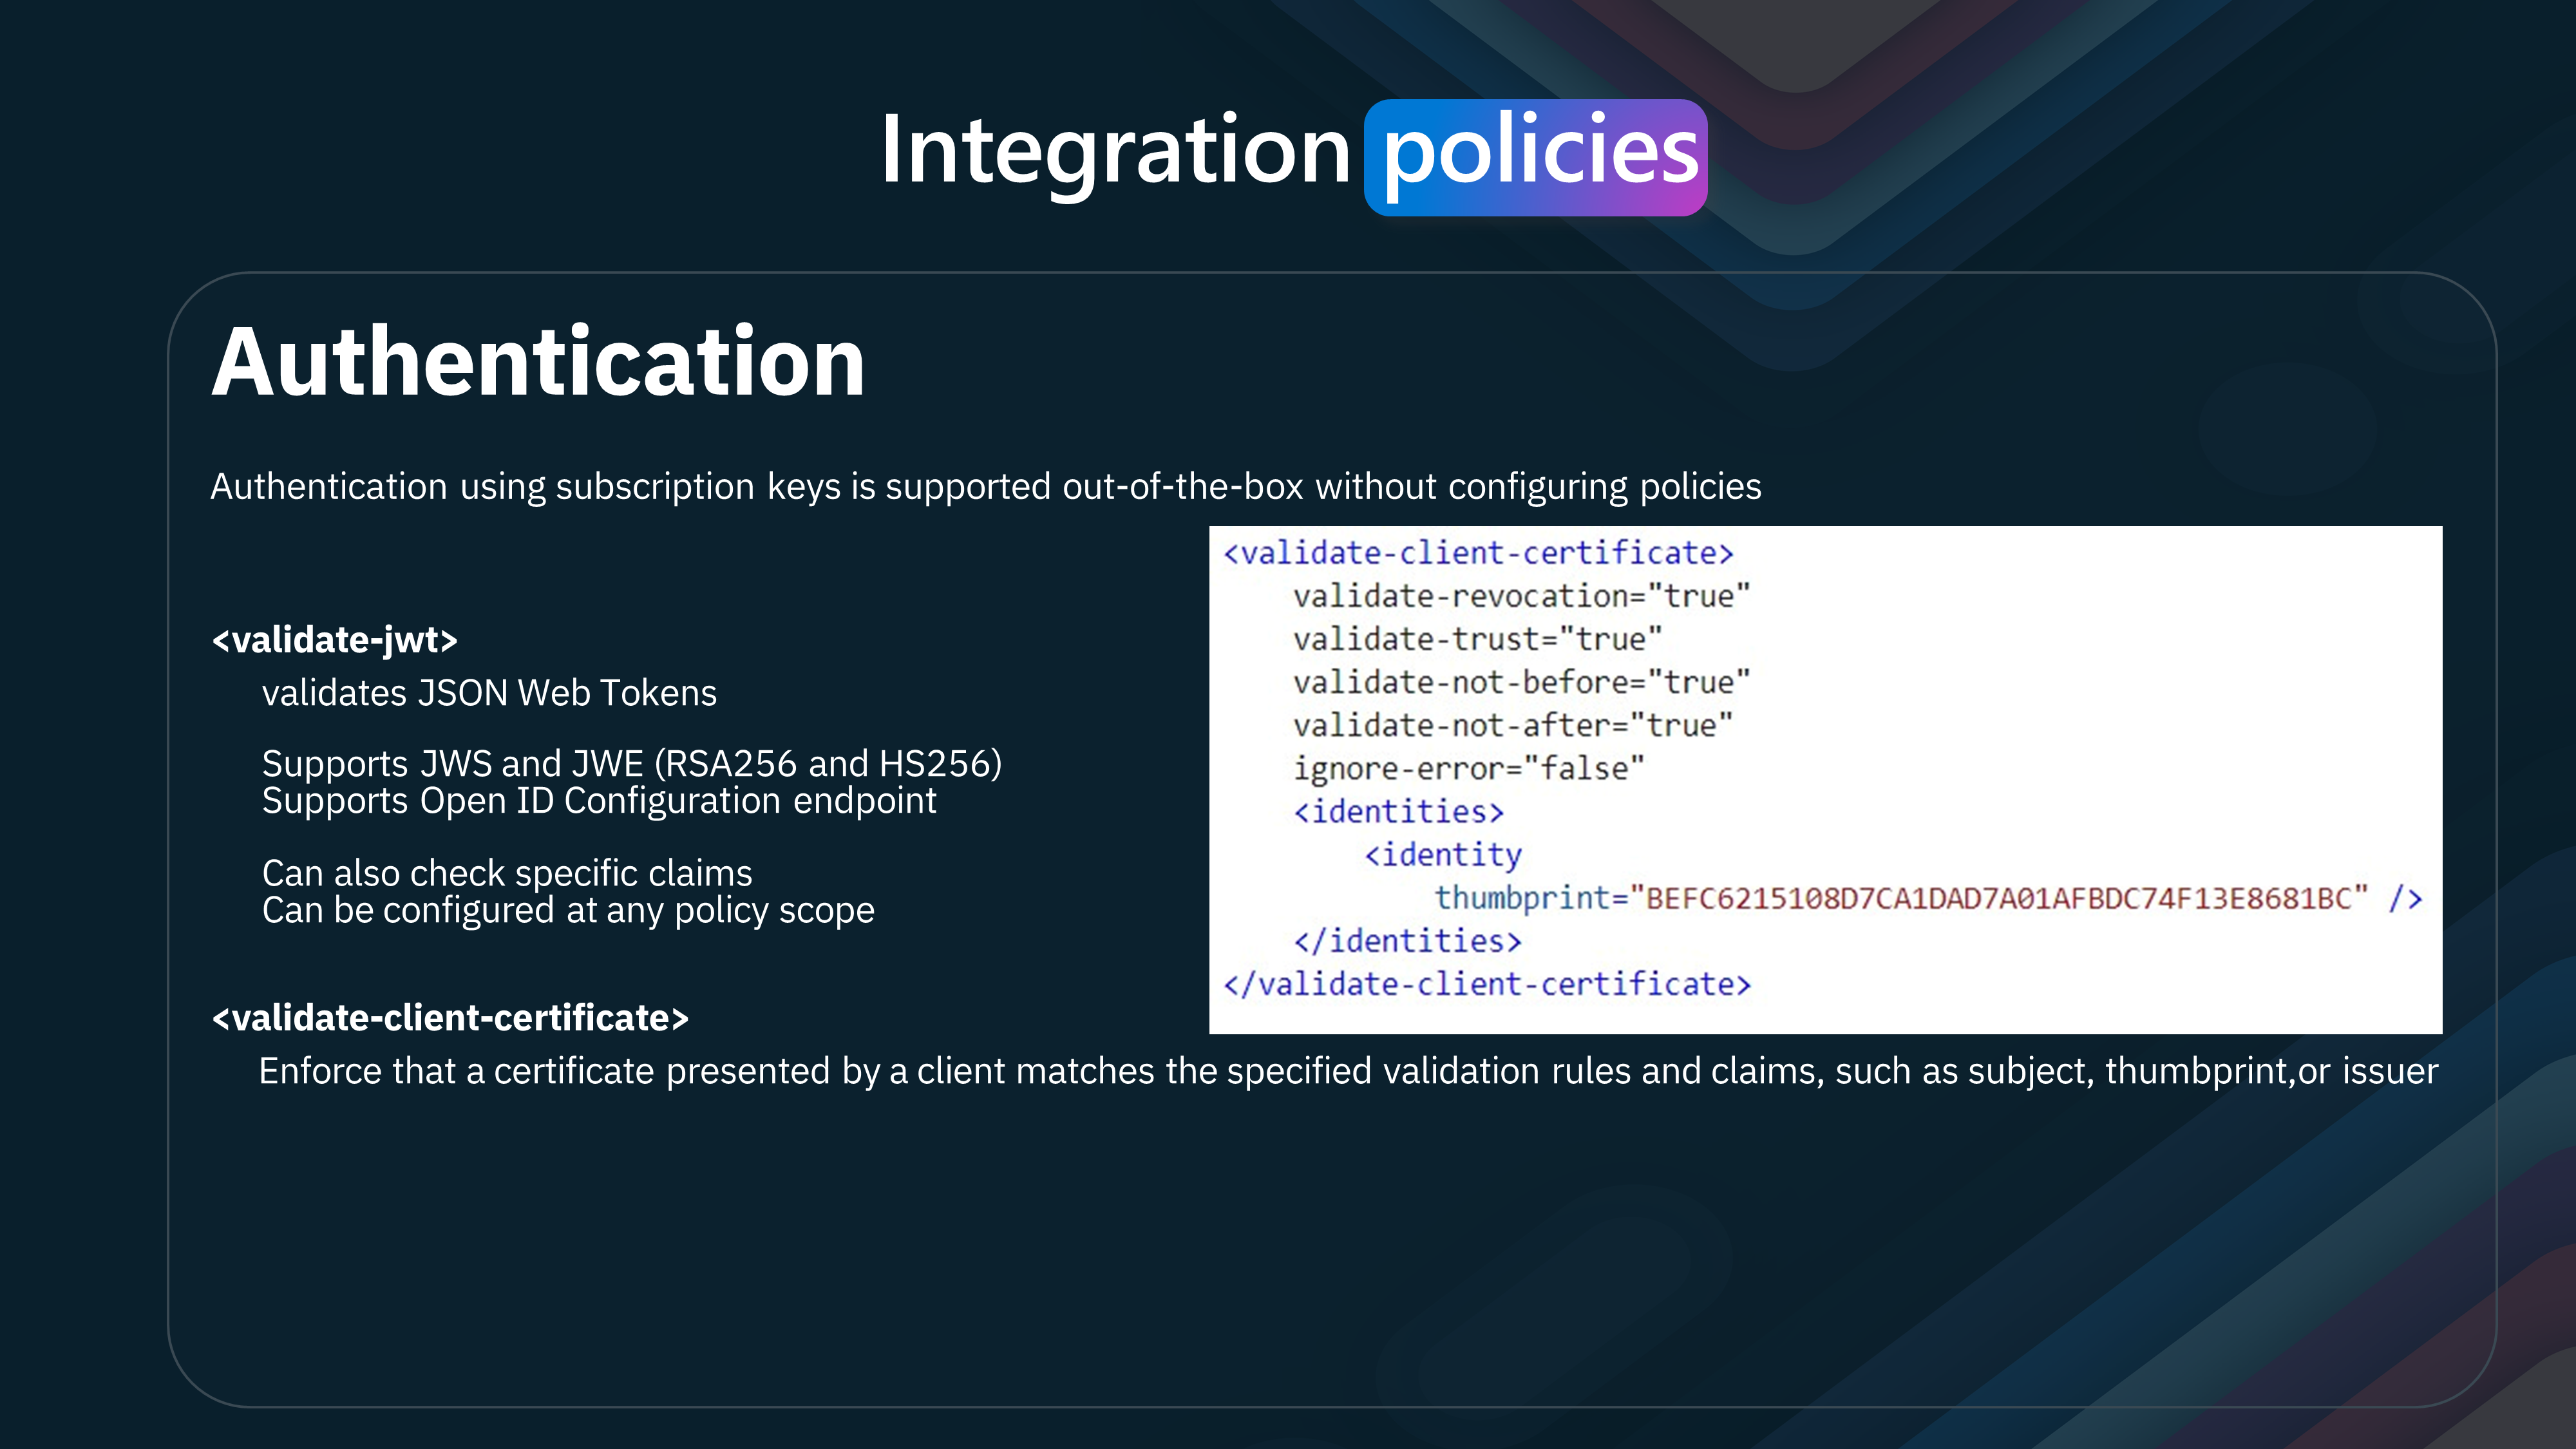 Integration policies
Authentication
Authentication using subscription keys is supported out-of-the-box without configuring policies
<validate-jwt>
validates JSON Web Tokens
Supports JWS and JWE (RSA256 and HS256)
Supports Open ID Configuration endpoint
Can also check specific claims
Can be configured at any policy scope
<validate-client-certificate>
Enforce that a certificate presented by a client matches the specified validation rules and claims, such as subject, thumbprint,or issuer
<validate-client-certificate>
    validate-revocation="true"
    validate-trust="true"
    validate-not-before="true"
    validate-not-after="true"
    ignore-error="false"
    <identities>
        <identity
            thumbprint="BEFC6215108D7CA1DAD7A01AFBDC74F13E8681BC" />
    </identities>
</validate-client-certificate>